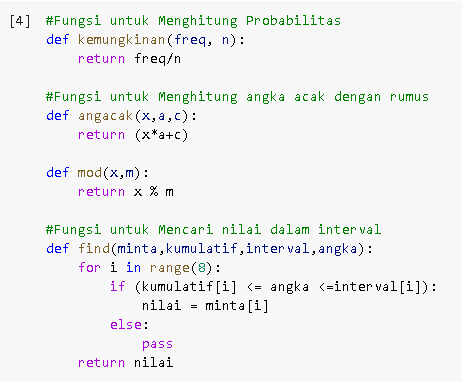 [4] #Fungsi untuk Menghitung Probabilitas
def kemungkinan(freq, n):
    return freq/n

#Fungsi untuk Menghitung angka acak dengan rumus
def angacak(x,a,c):
    return (x*a+c)

def mod(x,m):
    return x % m

#Fungsi untuk Mencari nilai dalam interval
def find(minta,kumulatif,interval,angka):
    for i in range(8):
        if (kumulatif[i] <= angka <=interval[i]):
            nilai = minta[i]
        else:
            pass
    return nilai